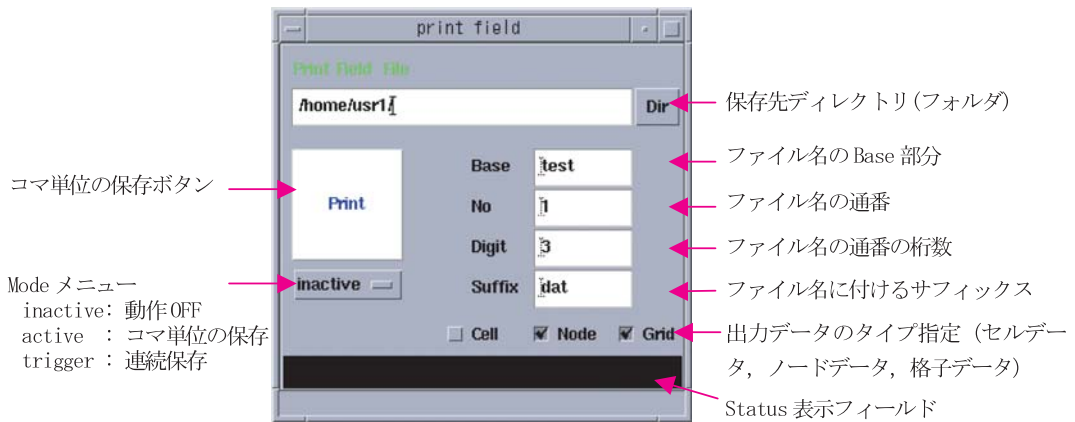 print field
Print Field File
/home/usr1/
Dir
保存先ディレクトリ(フォルダ)
Base
test
ファイル名の Base 部分
コマ単位の保存ボタン
Print
No
1
ファイル名の通番
Digit
3
ファイル名の通番の桁数
Mode メニュー
inactive: 動作 OFF
active : コマ単位の保存
trigger : 連続保存
inactive
Suffix
dat
ファイル名に付けるサフィックス
Cell
Node
Grid
出力データのタイプ指定（セルデー
タ，ノードデータ，格子データ）
Status 表示フィールド